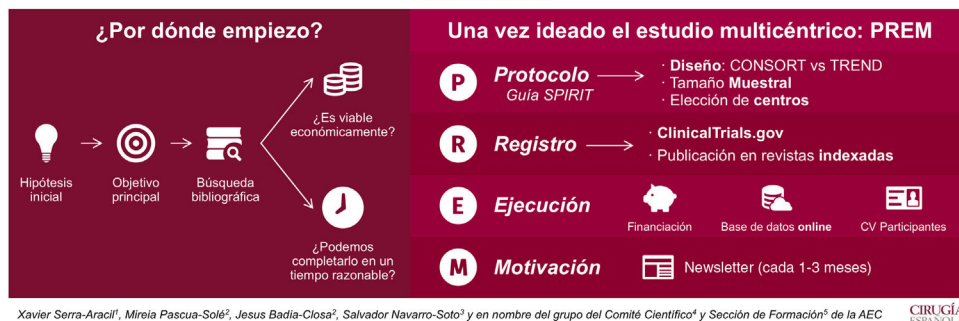 ¿Por dónde empiezo?
Hipótesis
inicial
Objetivo
principal
Búsqueda
bibliográfica
¿Es viable
económicamente?
¿Podemos
completarlo en un
tiempo razonable?
Una vez ideado el estudio multicéntrico: PREM
P Protocolo
Guía SPIRIT
· Diseño: CONSORT vs TREND
· Tamaño Muestral
· Elección de centros
R Registro
· ClinicalTrials.gov
· Publicación en revistas indexadas
E Ejecución
Financiación
Base de datos online
CV Participantes
M Motivación
Newsletter (cada 1-3 meses)
Xavier Serra-Aracil¹, Mireia Pascua-Solé², Jesus Badia-Closa², Salvador Navarro-Soto³ y en nombre del grupo del Comité Científico⁴ y Sección de Formación⁵ de la AEC
CIRUGÍA
ESPAÑOLA